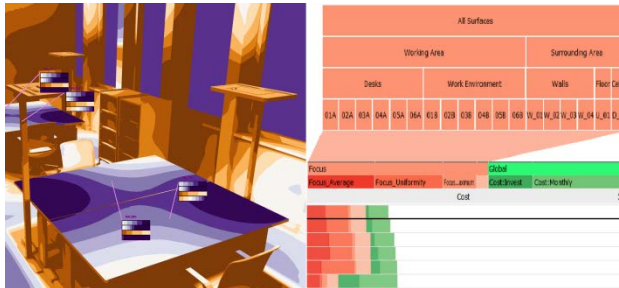 All Surfaces
Working Area
Surrounding Area
Desks
Work Environment
Walls
Floor
01A 02A 03A 04A 05A 06A 01B 02B 03B 04B 05B 06B W_01 W_02 W_03 W_04
Focus
Global
Focus_Average
Focus_Uniformity
Cost:Invest
Cost:Monthly
Cost